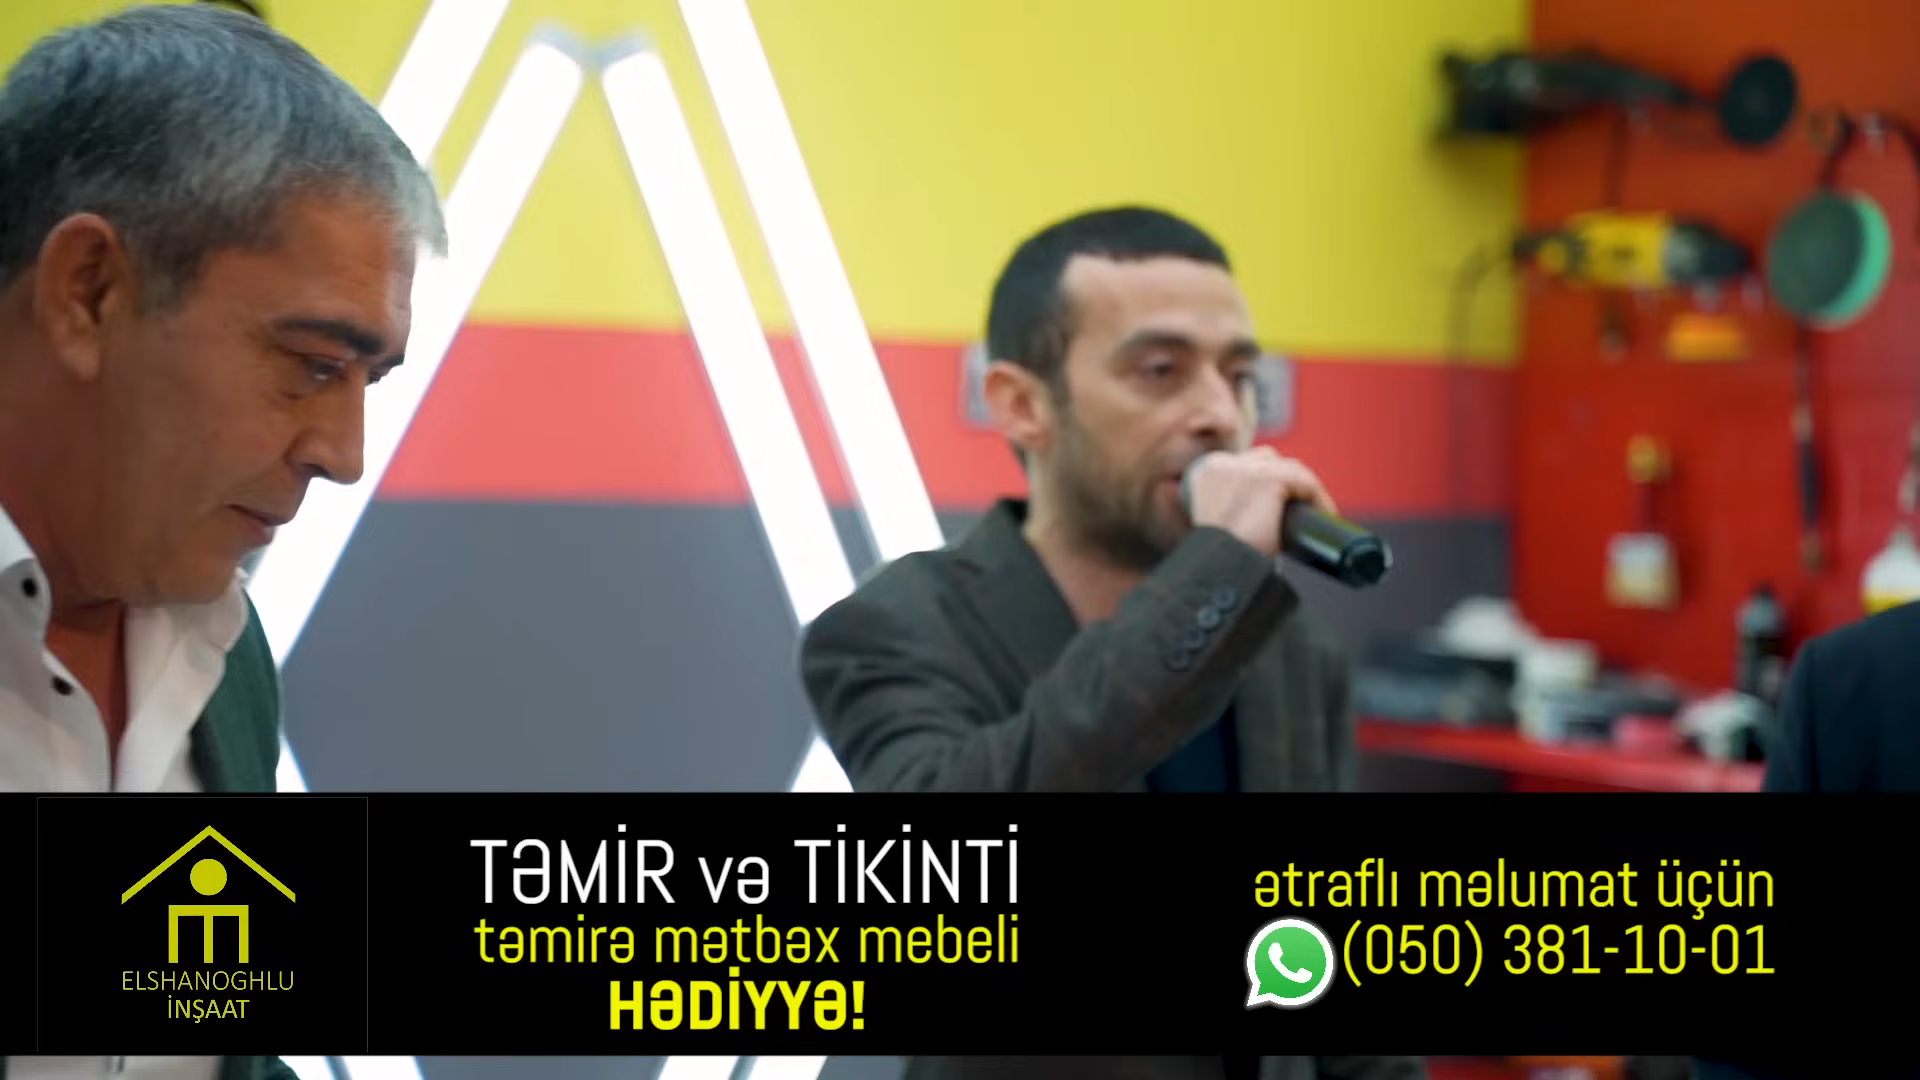 ELSHANOGHLU
İNŞAAT
TƏMİR və TİKİNTİ
təmirə mətbəx mebeli
HƏDİYYƏ!
ətraflı məlumat üçün
(050) 381-10-01